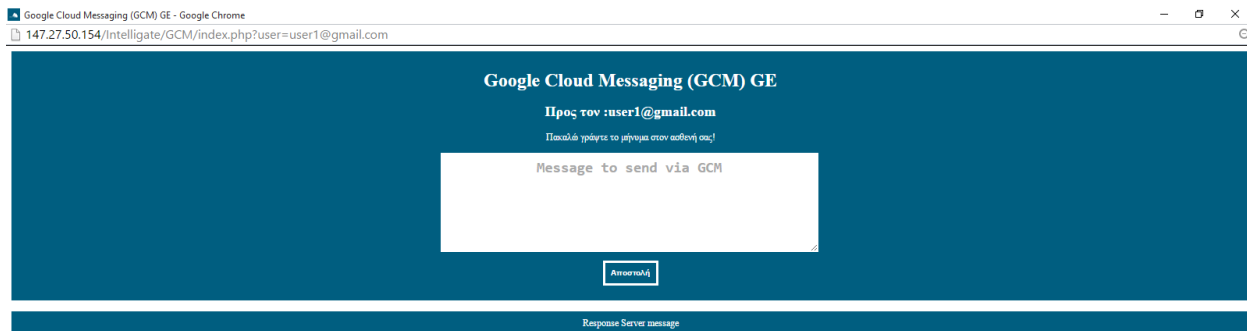 Google Cloud Messaging (GCM) GE - Google Chrome
147.27.50.154/Intelligate/GCM/index.php?user=user1@gmail.com
Google Cloud Messaging (GCM) GE
Προς τον :user1@gmail.com
Πακαλώ γράψτε το μήνυμα στον ασθενή σας!
Message to send via GCM
Αποστολή
Response Server message